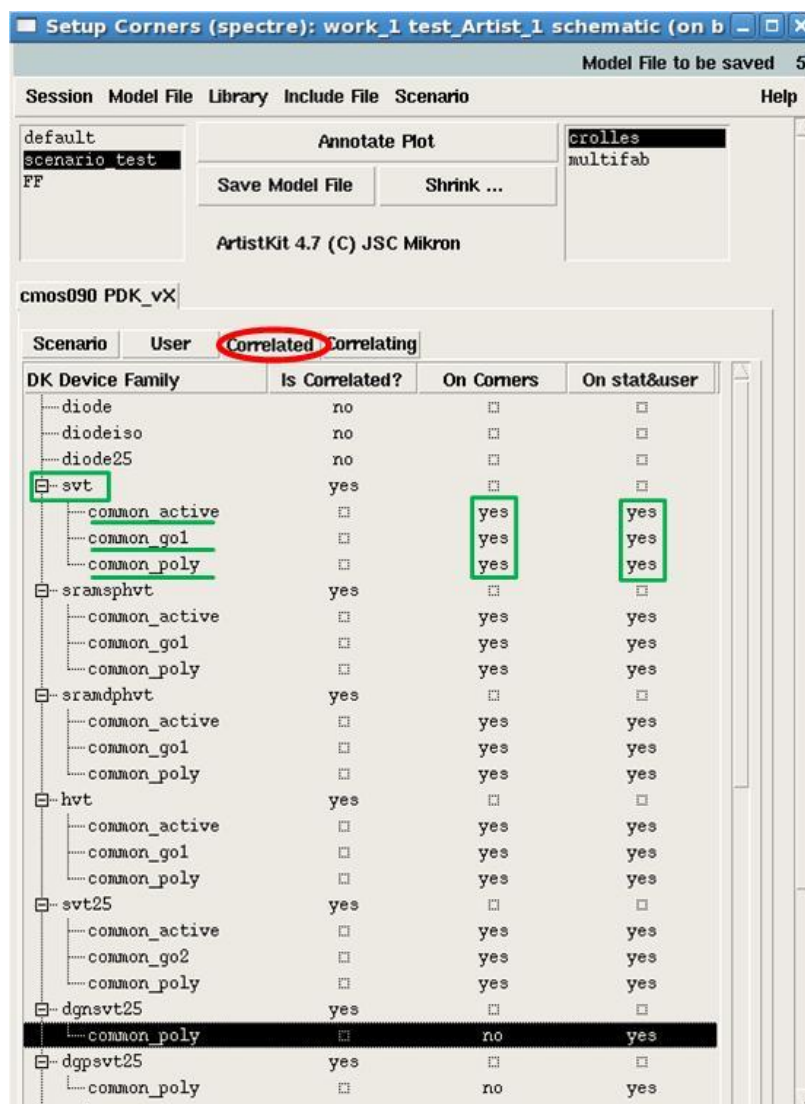 Setup Corners (spectre): work_1 test_Artist_1 schematic (on b
Model File to be saved 5
Session Model File Library Include File Scenario Help
default
scenario_test
FF
Annotate Plot
Save Model File Shrink ...
ArtistKit 4.7 (C) JSC Mikron
crolles
multifab
cmos090 PDK_vX
Scenario User Correlated Correlating
DK Device Family Is Correlated? On Corners On stat&user
diode no
diodeiso no
diode25 no
svt yes
common_active yes yes
common_go1 yes yes
common_poly yes yes
sramsphvt yes
common_active yes yes
common_go1 yes yes
common_poly yes yes
sramdphvt yes
common_active yes yes
common_go1 yes yes
common_poly yes yes
hvt yes
common_active yes yes
common_go1 yes yes
common_poly yes yes
svt25 yes
common_active yes yes
common_go2 yes yes
common_poly yes yes
dgnsvt25 yes
common_poly no yes
dgpsvt25 yes
common_poly no yes